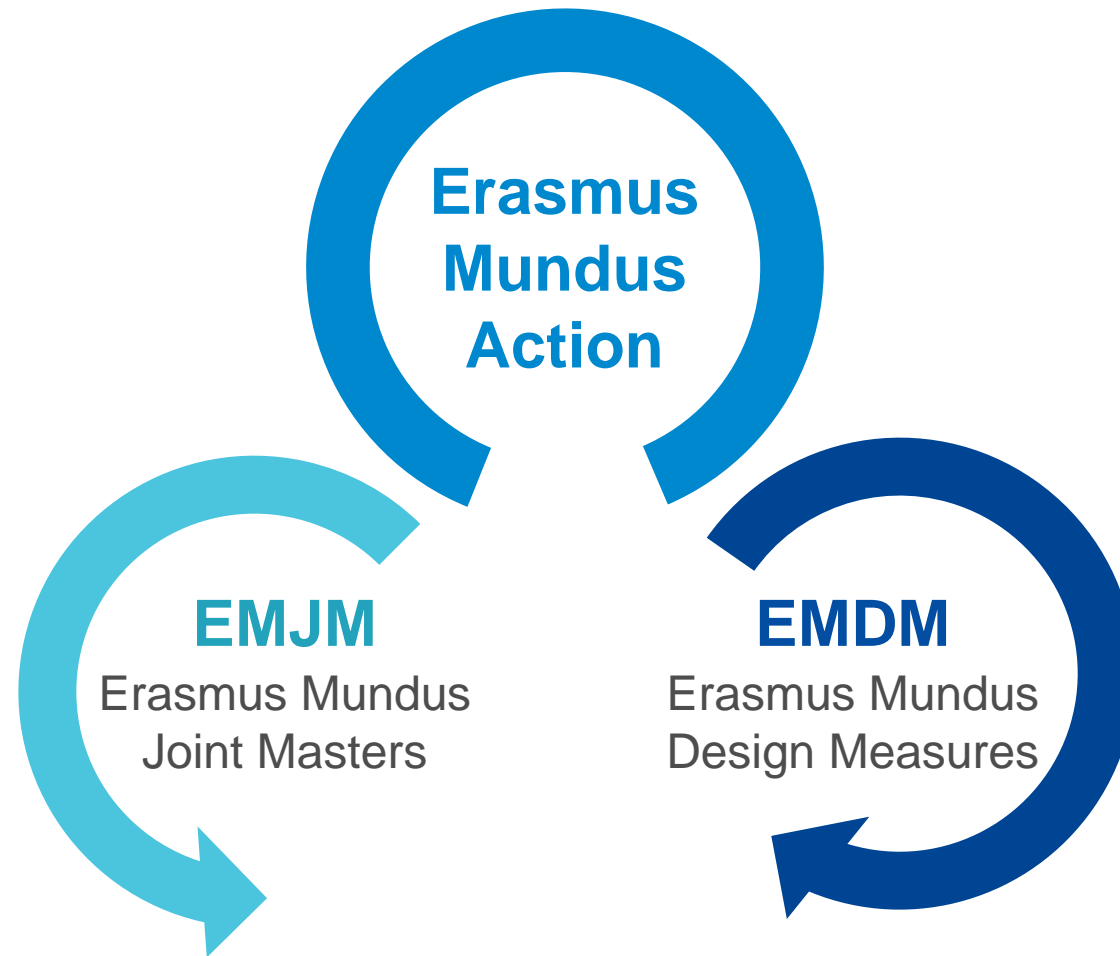 Erasmus
Mundus
Action
EMJM
Erasmus Mundus
Joint Masters
EMDM
Erasmus Mundus
Design Measures